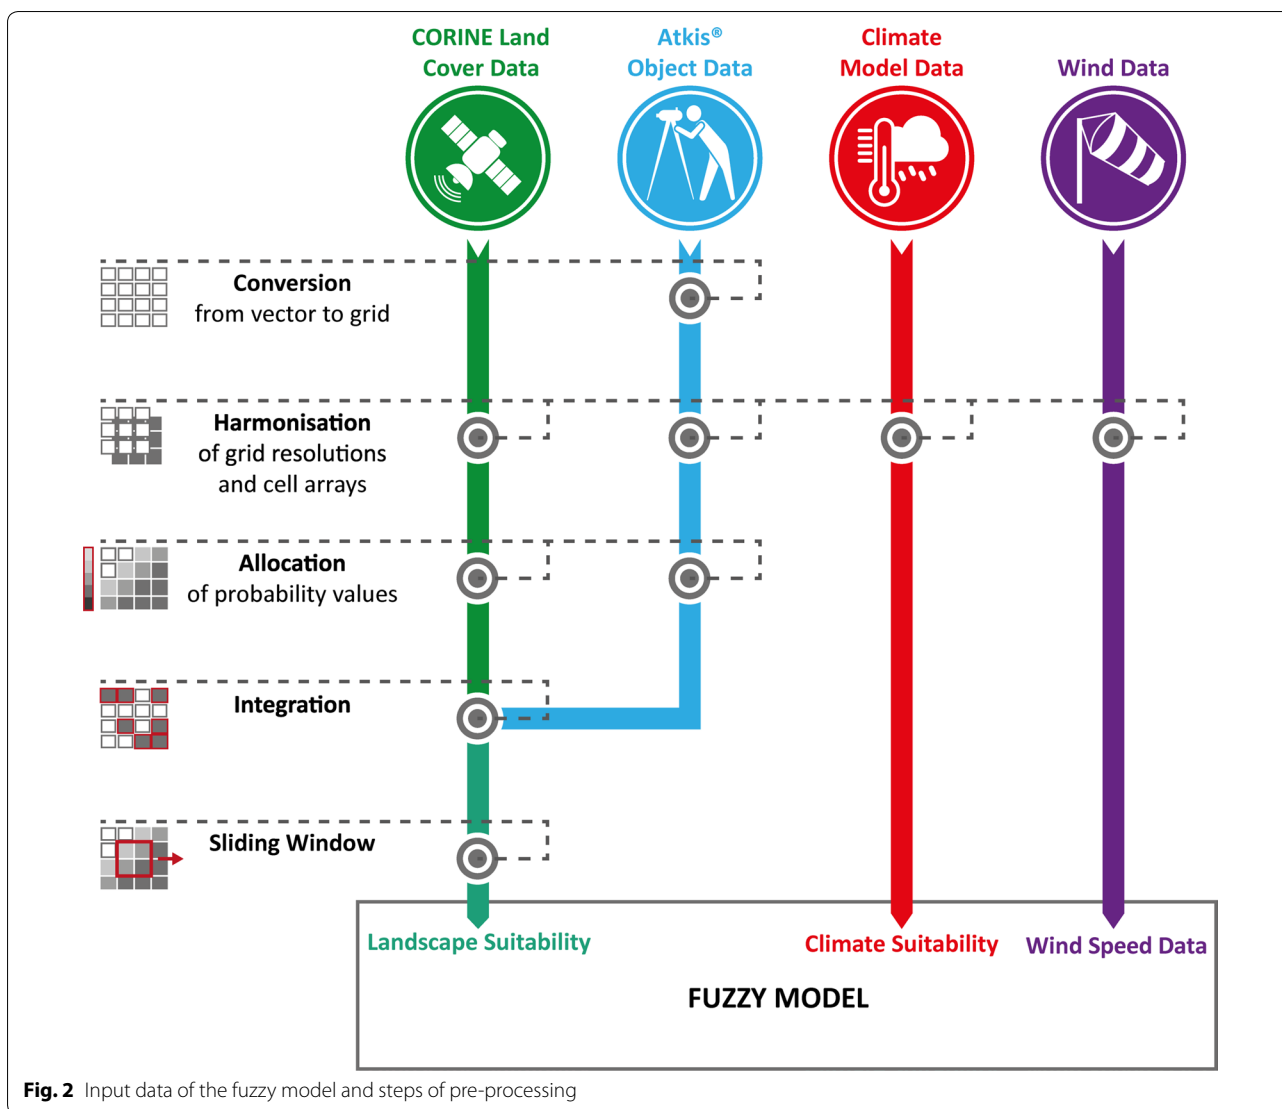 CORINE Land
Cover Data
Atkis®
Object Data
Climate
Model Data
Wind Data
Conversion
from vector to grid
Harmonisation
of grid resolutions
and cell arrays
Allocation
of probability values
Integration
Sliding Window
Landscape Suitability
Climate Suitability
Wind Speed Data
FUZZY MODEL
Fig. 2 Input data of the fuzzy model and steps of pre-processing